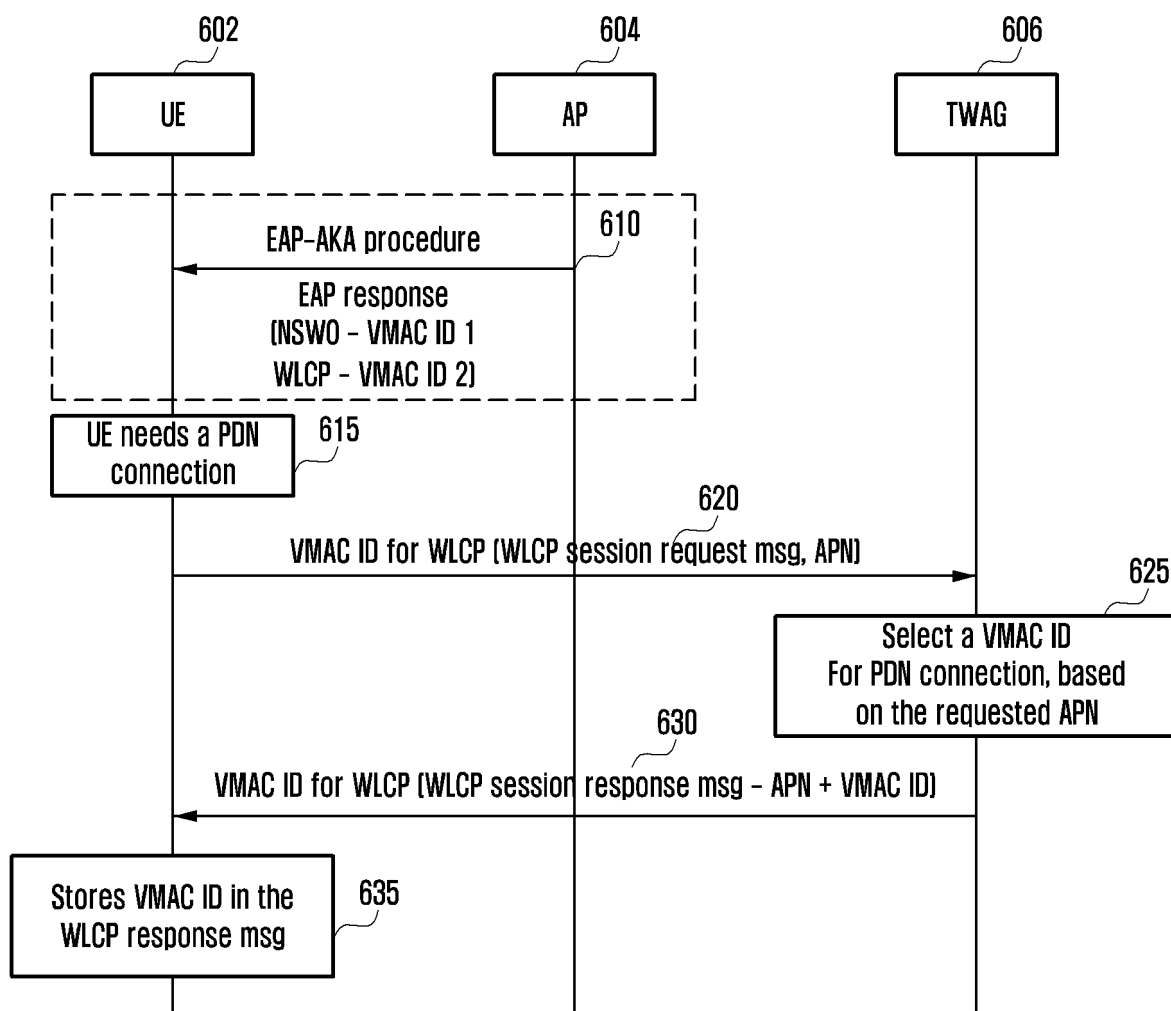 602
604
606
UE
AP
TWAG
EAP-AKA procedure
610
EAP response
(NSWO - VMAC ID 1
WLCP - VMAC ID 2)
UE needs a PDN
connection
615
620
VMAC ID for WLCP (WLCP session request msg, APN)
625
Select a VMAC ID
For PDN connection, based
on the requested APN
630
VMAC ID for WLCP (WLCP session response msg - APN + VMAC ID)
Stores VMAC ID in the
WLCP response msg
635